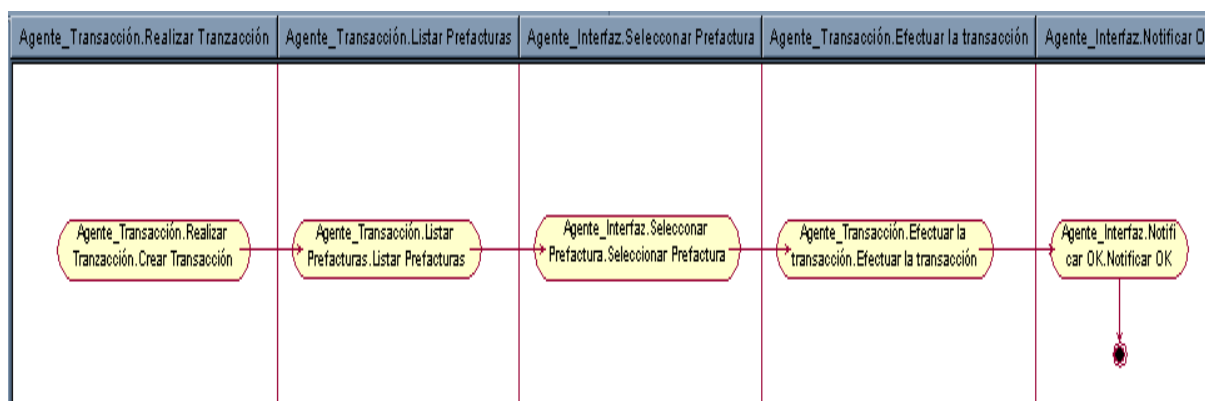 Agente_Transacción.Realizar Tranzacción
Agente_Transacción.Listar Prefacturas
Agente_Interfaz.Selecconar Prefactura
Agente_Transacción.Efectuar la transacción
Agente_Interfaz.Notificar O
Agente_Transacción.Realizar
Tranzacción.Crear Transacción
Agente_Transacción.Listar
Prefacturas.Listar Prefacturas
Agente_Interfaz.Selecconar
Prefactura.Seleccionar Prefactura
Agente_Transacción.Efectuar la
transacción.Efectuar la transacción
Agente_Interfaz.Notifi
car OK.Notificar OK